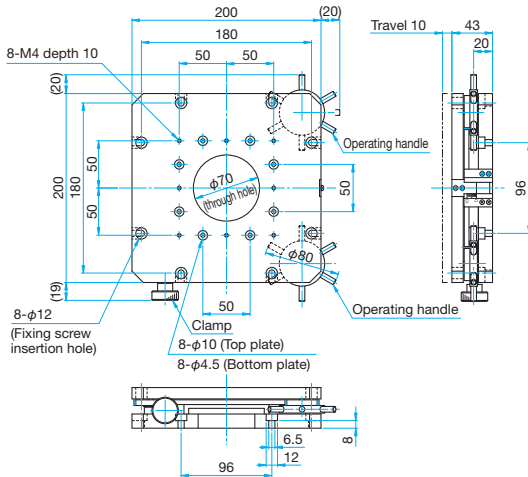 200
180
(20)
50
50
8-M4 depth 10
(20)
Operating handle
200
180
50
50
φ70
(through hole)
50
φ80
(19)
50
8-φ12
(Fixing screw
insertion hole)
Clamp
Operating handle
8-φ10 (Top plate)
8-φ4.5 (Bottom plate)
Travel 10
43
20
96
6.5
12
96
8